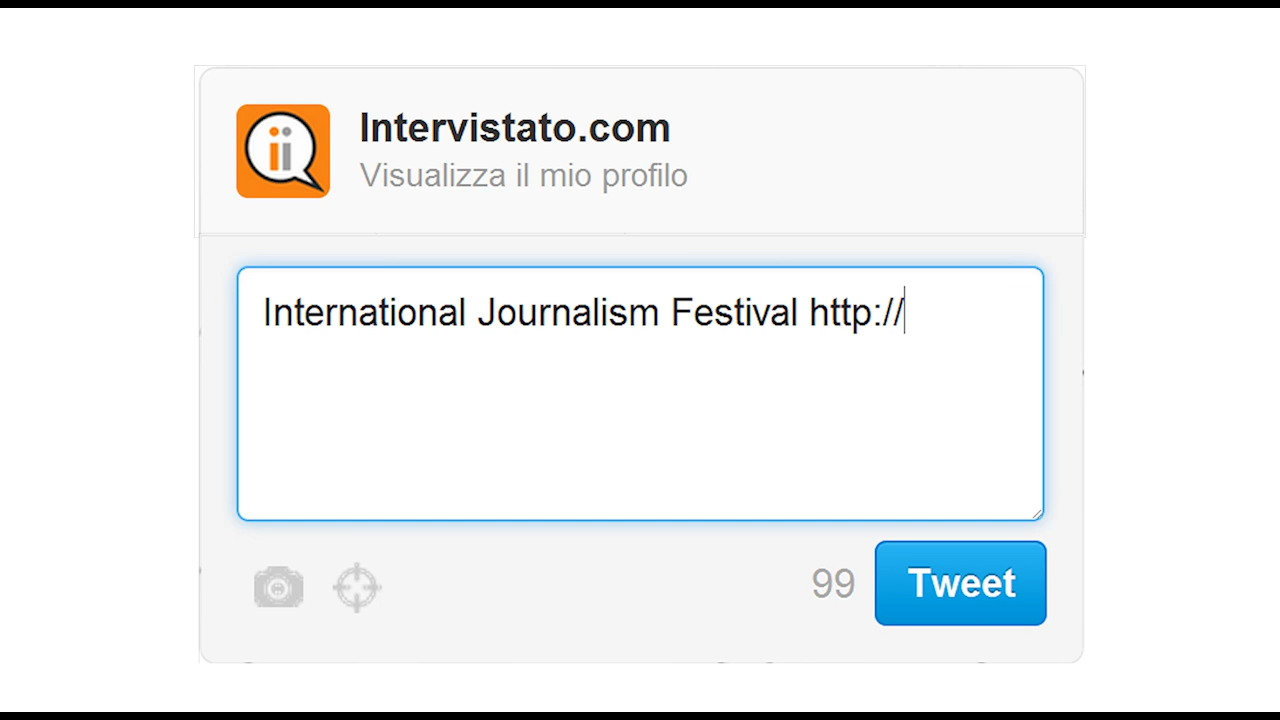 Intervistato.com
Visualizza il mio profilo
International Journalism Festival http://
99
Tweet